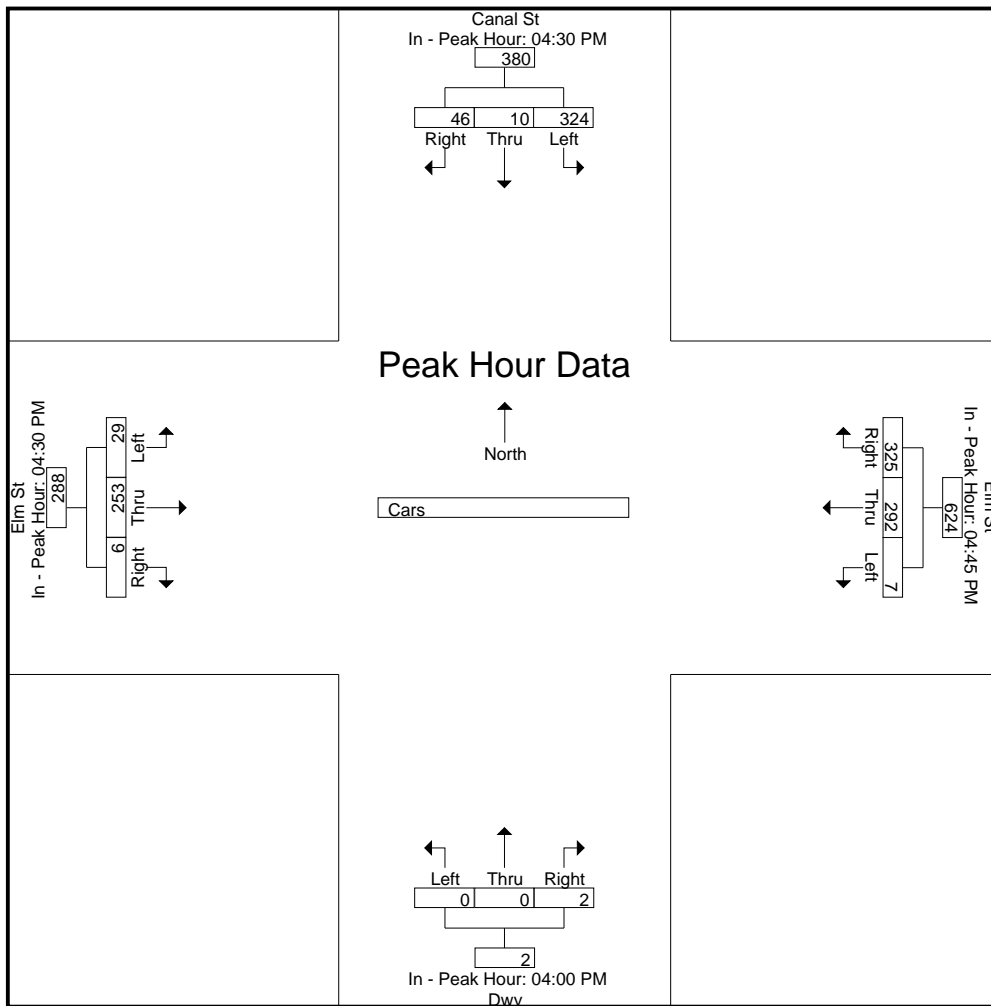 Canal St
In - Peak Hour: 04:30 PM
380
46 10 324
Right Thru Left
Peak Hour Data
North
Cars
Elm St
In - Peak Hour: 04:30 PM
288
29 253 6
Left Thru Right
Elm St
In - Peak Hour: 04:45 PM
624
325 292 7
Right Thru Left
Left Thru Right
0 0 2
2
In - Peak Hour: 04:00 PM
Dwy